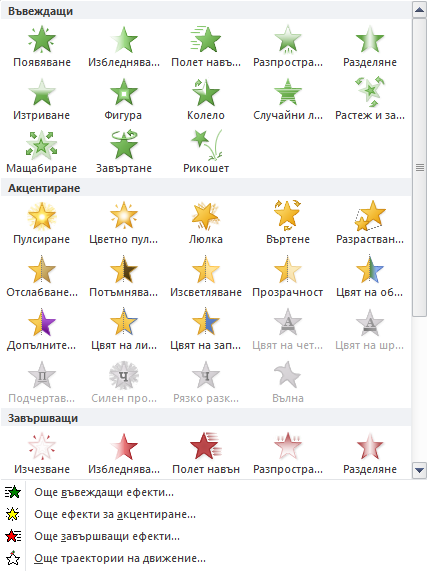 Въвеждащи
Появяване Избледнява... Полет навъ... Разпростра... Разделяне
Изтриване Фигура Колело Случайни л... Растеж и за...
Мащабиране Завъртане Рикошет
Акцентиране
Пулсиране Цветно пул... Люлка Въртене Разрастван...
Отслабване... Потъмнява... Изсветляване Прозрачност Цвят на об...
Допълните... Цвят на ли... Цвят на зап... Цвят на чет... Цвят на шр...
Подчертав... Силен про... Рязко разк... Вълна
Завършващи
Изчезване Избледнява... Полет навън Разпростра... Разделяне
Още въвеждащи ефекти...
Още ефекти за акцентиране...
Още завършващи ефекти...
Още траектории на движение...